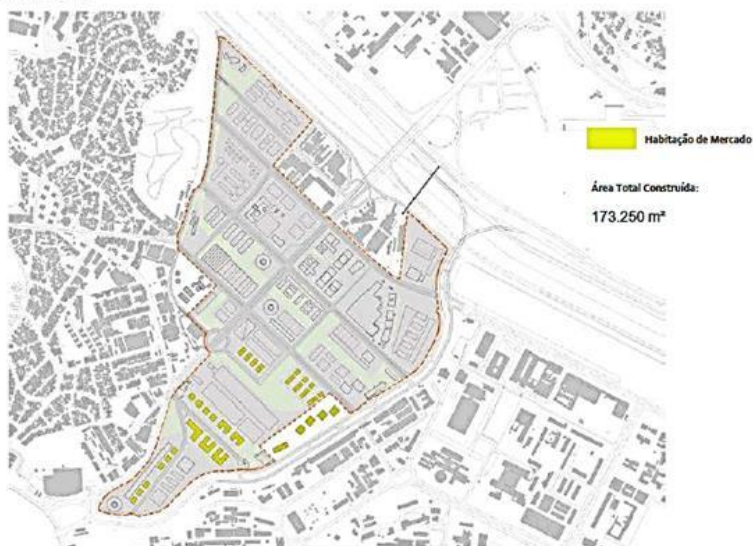 Habitação de Mercado
Área Total Construída:
173.250 m²